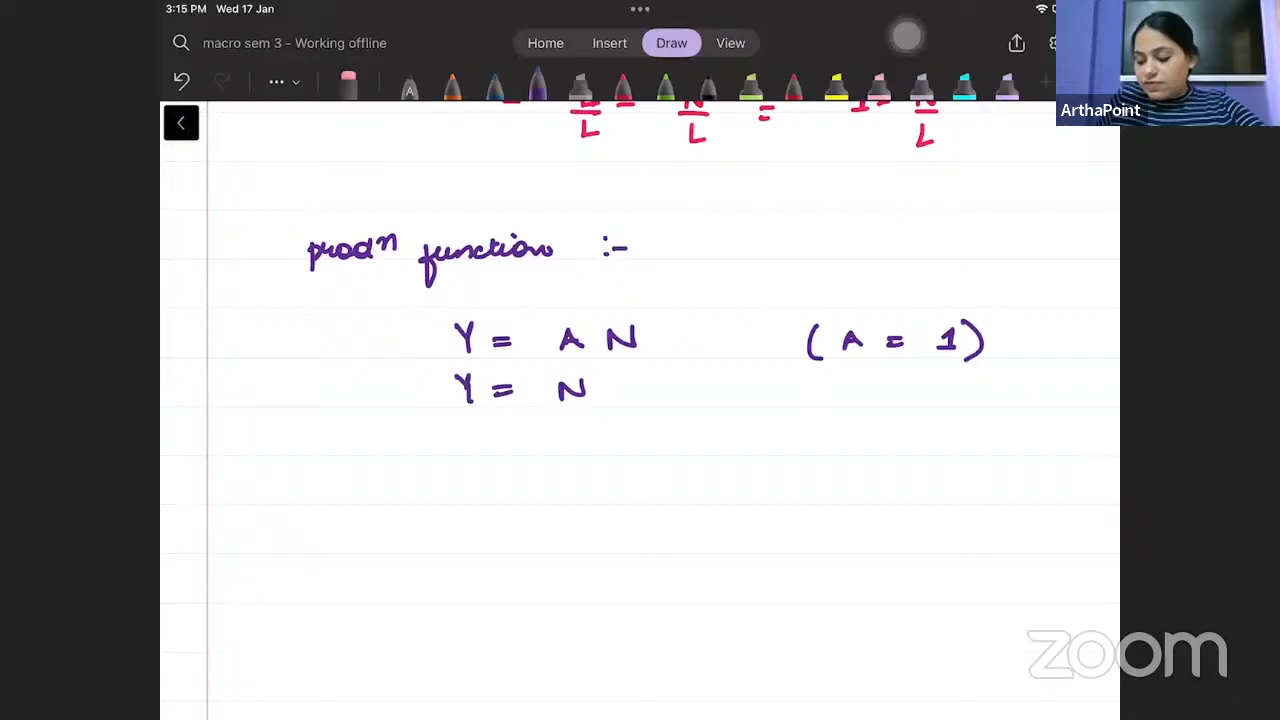 3:15 PM Wed 17 Jan
macro sem 3 - Working offline
Home Insert Draw View
ArthaPoint
L L = 1- N
L
prodⁿ function :-
Y = A N (A = 1)
Y = N
zoom